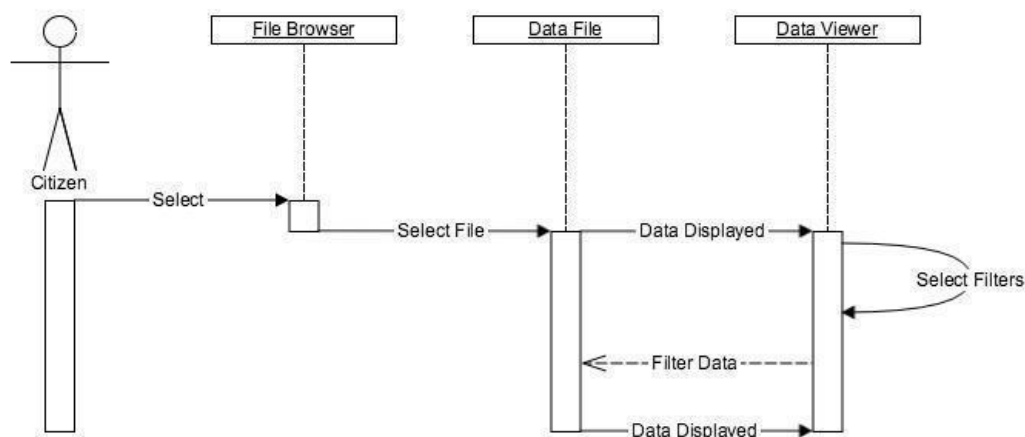 File Browser
Data File
Data Viewer
Citizen
Select
Select File
Data Displayed
Select Filters
Filter Data
Data Displayed